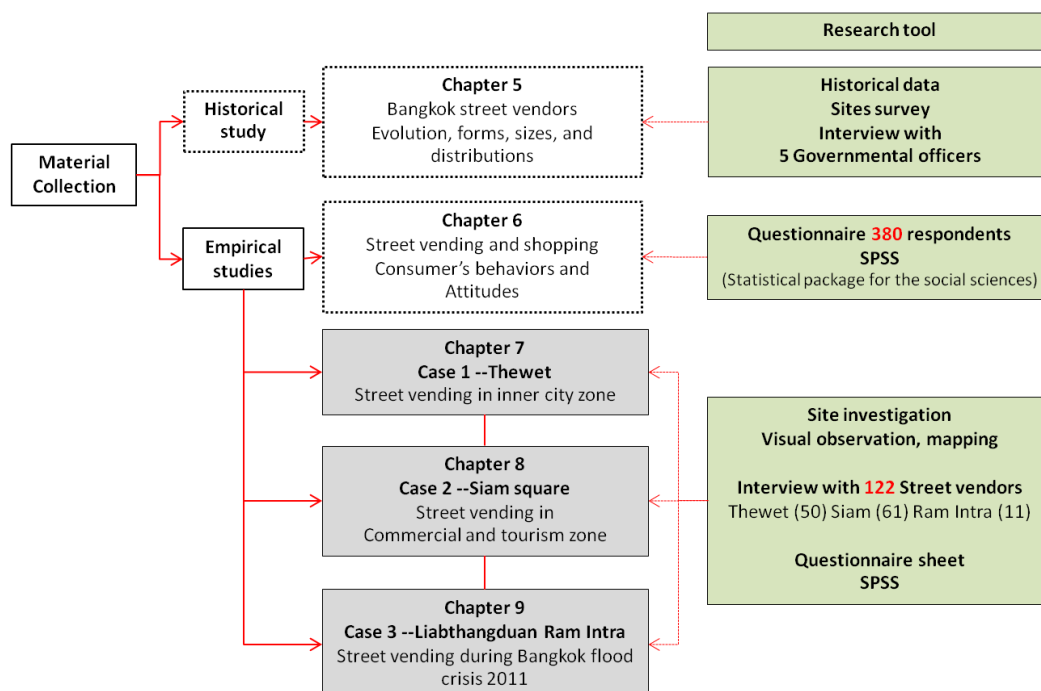 Research tool
Material
Collection
Historical
study
Chapter 5
Bangkok street vendors
Evolution, forms, sizes, and
distributions
Historical data
Sites survey
Interview with
5 Governmental officers
Empirical
studies
Chapter 6
Street vending and shopping
Consumer's behaviors and
Attitudes
Questionnaire 380 respondents
SPSS
(Statistical package for the social sciences)
Chapter 7
Case 1 --Thewet
Street vending in inner city zone
Chapter 8
Case 2 --Siam square
Street vending in
Commercial and tourism zone
Chapter 9
Case 3 --Liabthangduan Ram Intra
Street vending during Bangkok flood
crisis 2011
Site investigation
Visual observation, mapping
Interview with 122 Street vendors
Thewet (50) Siam (61) Ram Intra (11)
Questionnaire sheet
SPSS